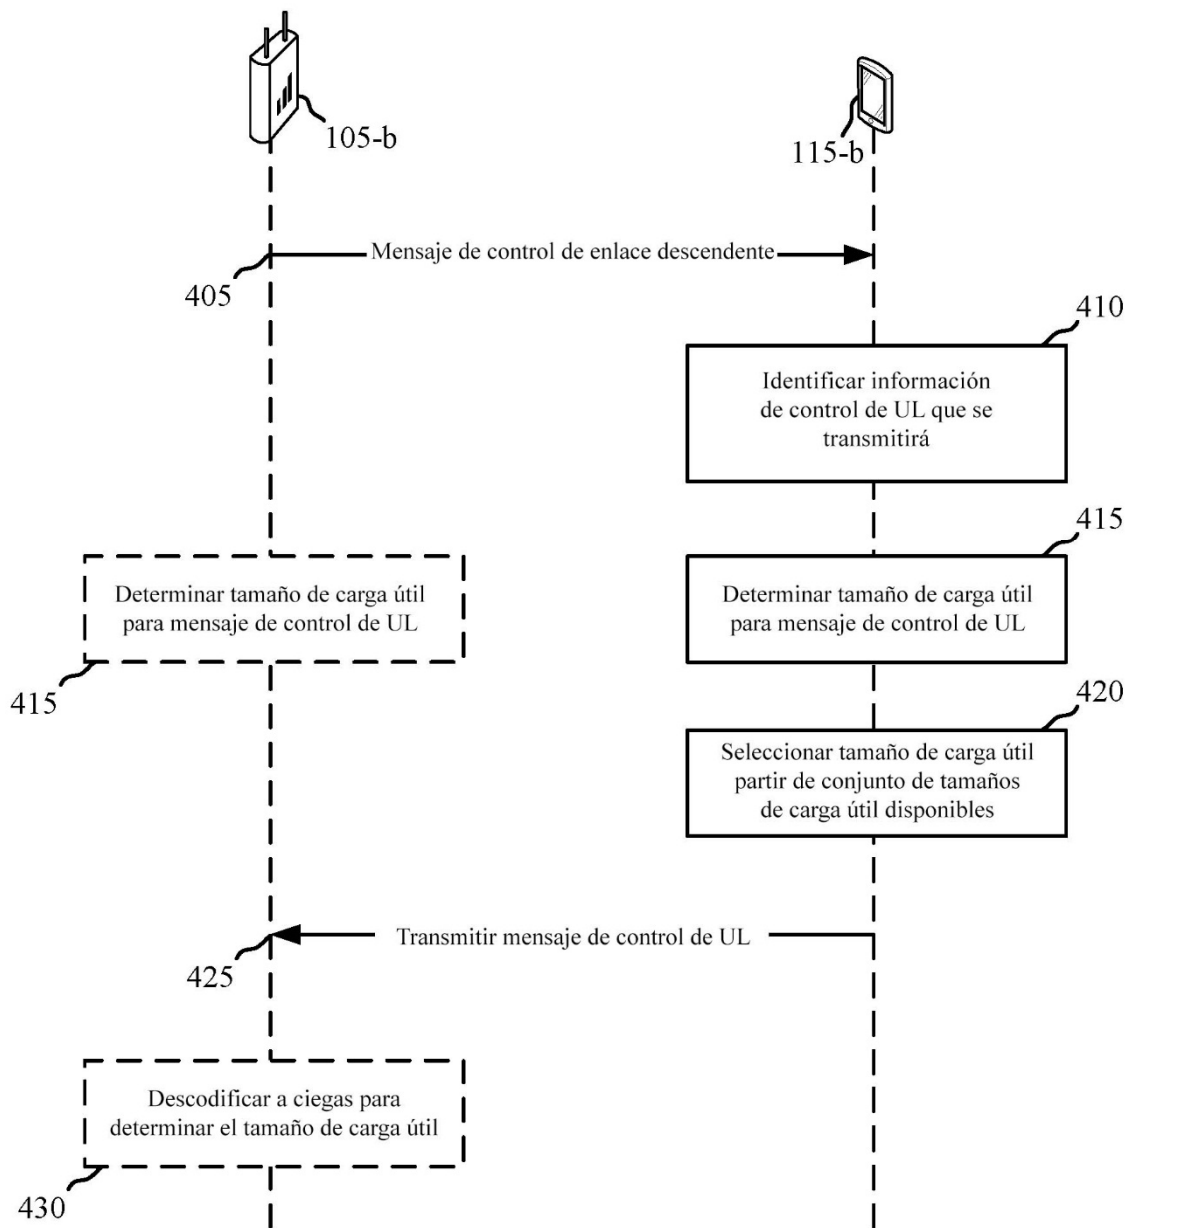 105-b
115-b
Mensaje de control de enlace descendente
405
410
Identificar información
de control de UL que se
transmitirá
415
Determinar tamaño de carga útil
para mensaje de control de UL
415
Determinar tamaño de carga útil
para mensaje de control de UL
420
Seleccionar tamaño de carga útil
partir de conjunto de tamaños
de carga útil disponibles
Transmitir mensaje de control de UL
425
Descodificar a ciegas para
determinar el tamaño de carga útil
430